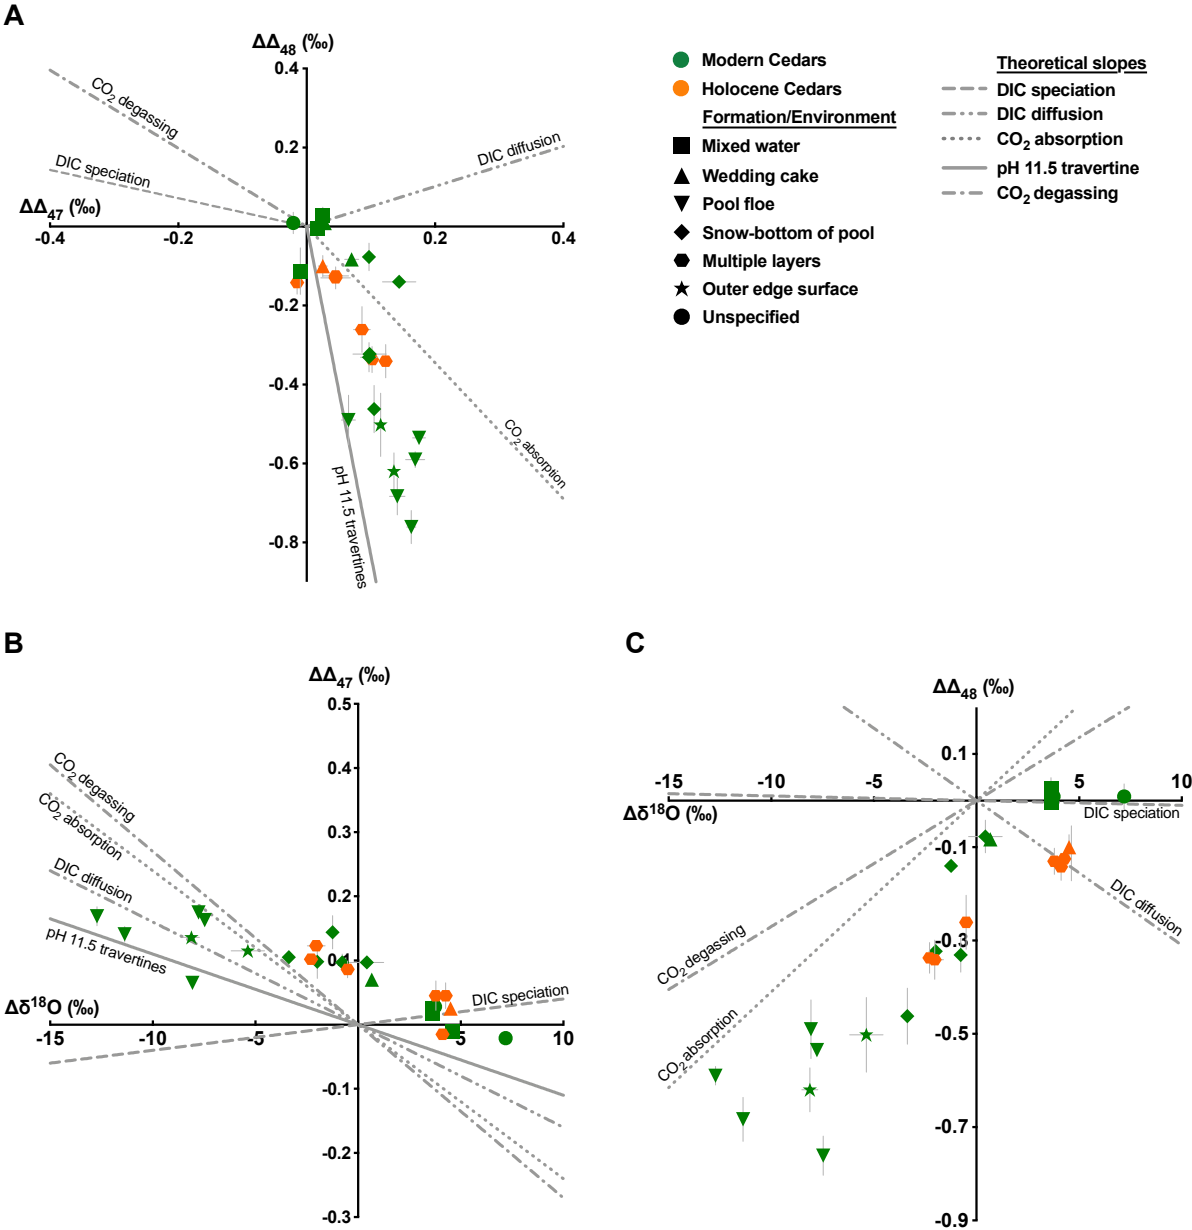 A
ΔΔ48 (‰)
0.4
CO2 degassing
0.2
DIC diffusion
DIC speciation
ΔΔ47 (‰)
-0.4
-0.2
0.2
0.4
-0.2
-0.4
CO2 absorption
-0.6
pH 11.5 travertines
-0.8
Modern Cedars
Holocene Cedars
Formation/Environment
Mixed water
Wedding cake
Pool floe
Snow-bottom of pool
Multiple layers
Outer edge surface
Unspecified
Theoretical slopes
DIC speciation
DIC diffusion
CO2 absorption
pH 11.5 travertine
CO2 degassing
B
ΔΔ47 (‰)
0.5
0.4
CO2 degassing
CO2 absorption
0.3
DIC diffusion
0.2
pH 11.5 travertines
0.1
DIC speciation
Δδ18O (‰)
-15
-10
-5
5
10
-0.1
-0.2
-0.3
C
ΔΔ48 (‰)
0.1
-15
-10
-5
5
10
Δδ18O (‰)
DIC speciation
-0.1
DIC diffusion
CO2 degassing
-0.3
CO2 absorption
-0.5
-0.7
-0.9